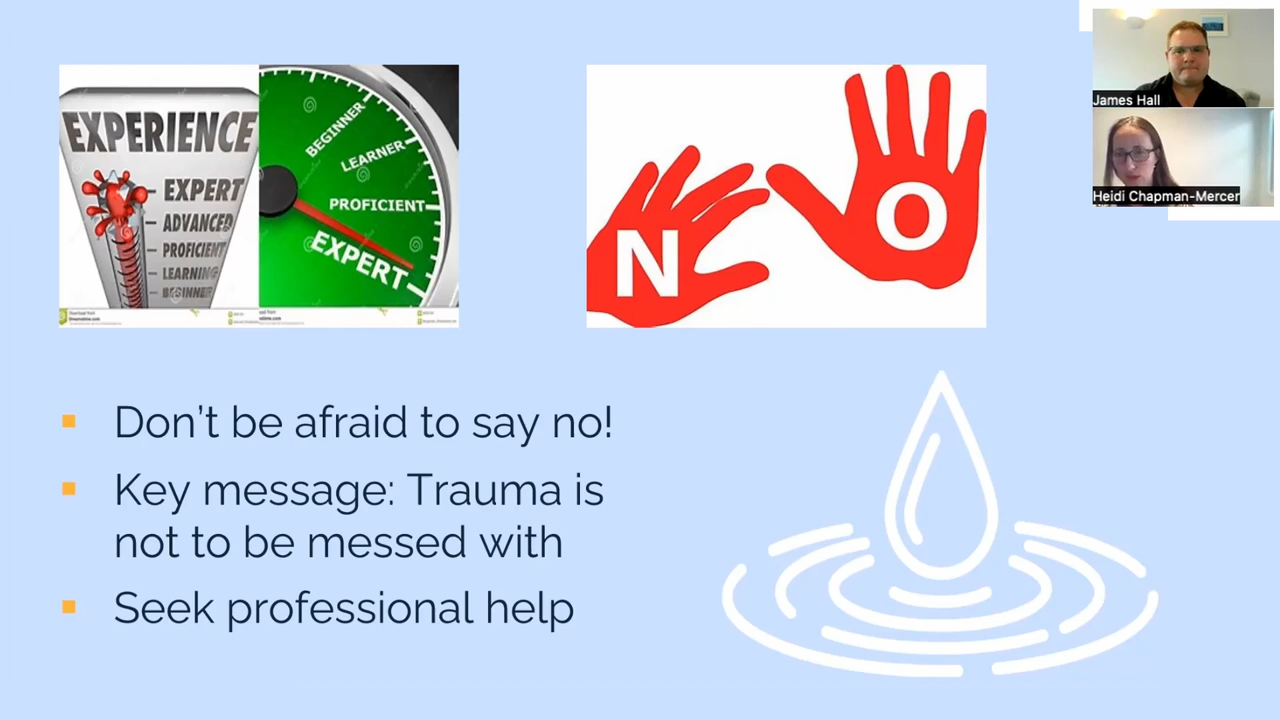 EXPERIENCE
EXPERT
ADVANCED
PROFICIENT
LEARNING
BEGINNER
BEGINNER
LEARNER
PROFICIENT
EXPERT
N
O
James Hall
Heidi Chapman-Mercer
Don't be afraid to say no!
Key message: Trauma is
not to be messed with
Seek professional help